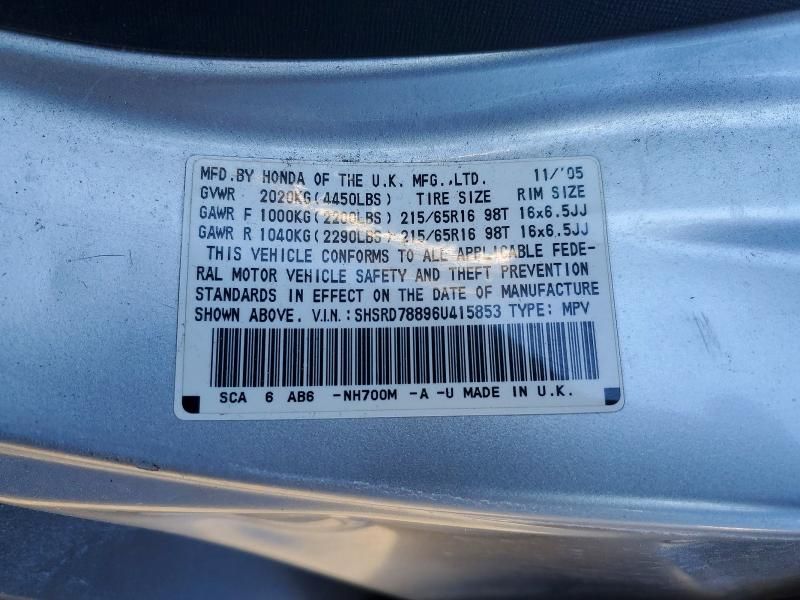 MFD.BY HONDA OF THE U.K. MFG.,LTD. 11/'05
GVWR 2020KG(4450LBS) TIRE SIZE RIM SIZE
GAWR F 1000KG(2200LBS) 215/65R16 98T 16x6.5JJ
GAWR R 1040KG(2290LBS) 215/65R16 98T 16x6.5JJ
THIS VEHICLE CONFORMS TO ALL APPLICABLE FEDE-
RAL MOTOR VEHICLE SAFETY AND THEFT PREVENTION
STANDARDS IN EFFECT ON THE DATE OF MANUFACTURE
SHOWN ABOVE. V.I.N.:SHSRD78896U415853 TYPE: MPV
SCA 6 AB6 -NH700M -A -U MADE IN U.K.